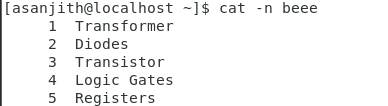 [asanjith@localhost ~]$ cat -n beee
     1  Transformer
     2  Diodes
     3  Transistor
     4  Logic Gates
     5  Registers